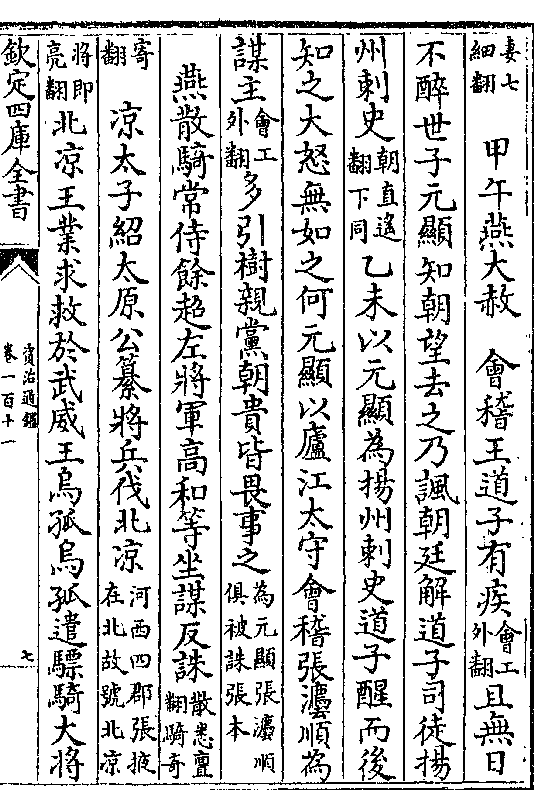 妻七細翻　甲午燕大赦　會稽王道子有疾會工外翻且無日
不醉世子元顯知朝望去之乃諷朝廷解道子司徒揚
州刺史朝直遙翻下同乙未以元顯為揚州刺史道子醒而後
知之大怒無如之何元顯以廬江太守會稽張灋順為
謀主會工外翻多引樹親黨朝貴皆畏事之為元顯張灋順俱被誅張本
燕散騎常侍餘超左將軍高和等坐謀反誅散悉亶翻騎奇
寄翻　涼太子紹太原公纂將兵伐北涼河西四郡張掖在北故號北涼
將即亮翻北涼王業求救於武威王烏孤烏孤遣驃騎大將
欽定四庫全書
資治通鑑
卷一百十一
七